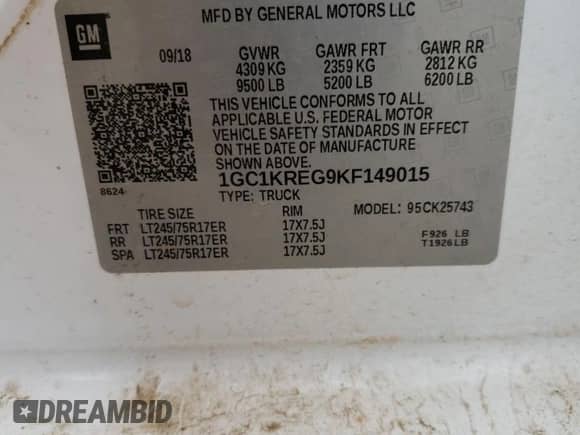 MFD BY GENERAL MOTORS LLC
GM
09/18 GVWR GAWR FRT GAWR RR
4309 KG 2359 KG 2812 KG
9500 LB 5200 LB 6200 LB
THIS VEHICLE CONFORMS TO ALL
APPLICABLE U.S. FEDERAL MOTOR
VEHICLE SAFETY STANDARDS IN EFFECT
ON THE DATE OF MANUFACTURE
SHOWN ABOVE.
8624
1GC1KREG9KF149015
TYPE: TRUCK MODEL: 95CK25743
TIRE SIZE RIM
FRT LT245/75R17ER 17X7.5J F926 LB
RR LT245/75R17ER 17X7.5J T1926LB
SPA LT245/75R17ER 17X7.5J
DREAMBID